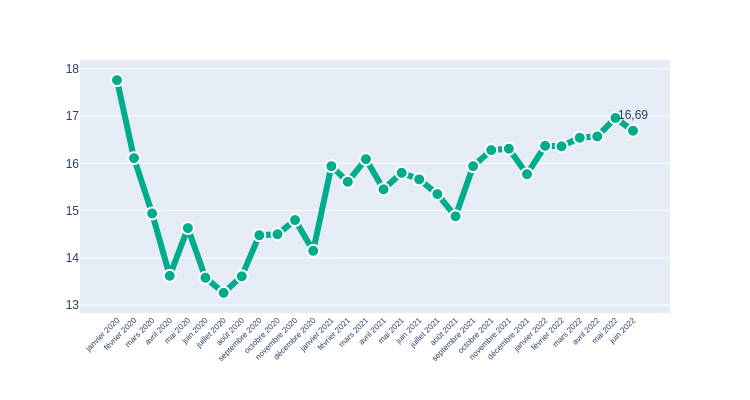 18
17
16
15
14
13
16,69
janvier 2020
février 2020
mars 2020
avril 2020
mai 2020
juin 2020
juillet 2020
août 2020
septembre 2020
octobre 2020
novembre 2020
décembre 2020
janvier 2021
février 2021
mars 2021
avril 2021
mai 2021
juin 2021
juillet 2021
août 2021
septembre 2021
octobre 2021
novembre 2021
décembre 2021
janvier 2022
février 2022
mars 2022
avril 2022
mai 2022
juin 2022